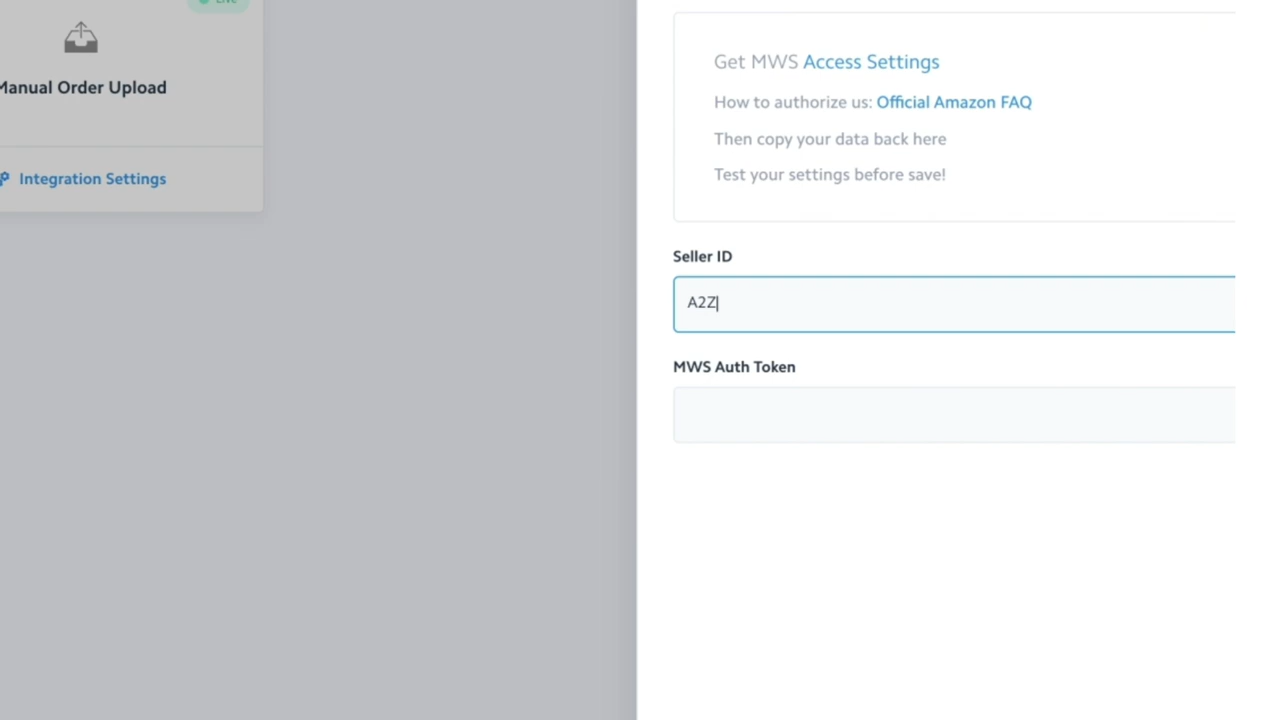 Live
Manual Order Upload
Integration Settings
Get MWS Access Settings
How to authorize us: Official Amazon FAQ
Then copy your data back here
Test your settings before save!
Seller ID
A2Z
MWS Auth Token